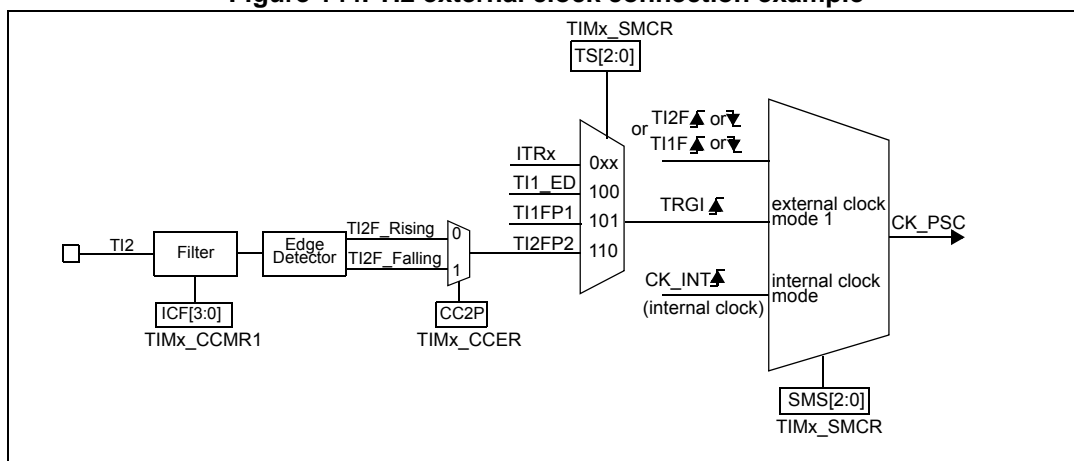 Figure TI2 external clock connection example
TIMx_SMCR
TS[2:0]
or TI2F or
TI1F or
ITRx
0xx
TI1_ED
100
TI1FP1
101
TI2FP2
110
TRGI
external clock
mode 1
CK_PSC
TI2
Filter
Edge
Detector
TI2F_Rising
0
TI2F_Falling
1
CK_INT
(internal clock)
internal clock
mode
ICF[3:0]
TIMx_CCMR1
CC2P
TIMx_CCER
SMS[2:0]
TIMx_SMCR